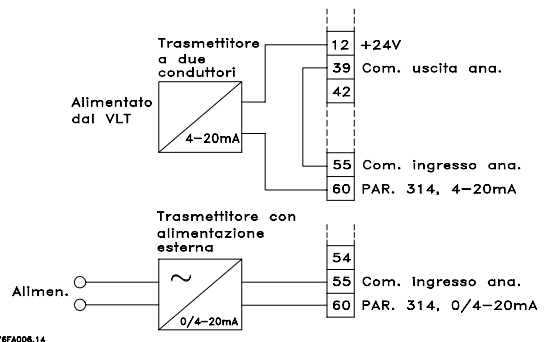 Trasmettitore
a due
conduttori
Alimentato
dal VLT
4-20mA
12 +24V
39 Com. uscita ana.
42
55 Com. ingresso ana.
60 PAR. 314, 4-20mA
Trasmettitore con
alimentazione
esterna
Alimen.
~
0/4-20mA
54
55 Com. Ingresso ana.
60 PAR. 314, 0/4-20mA
76FA006.14